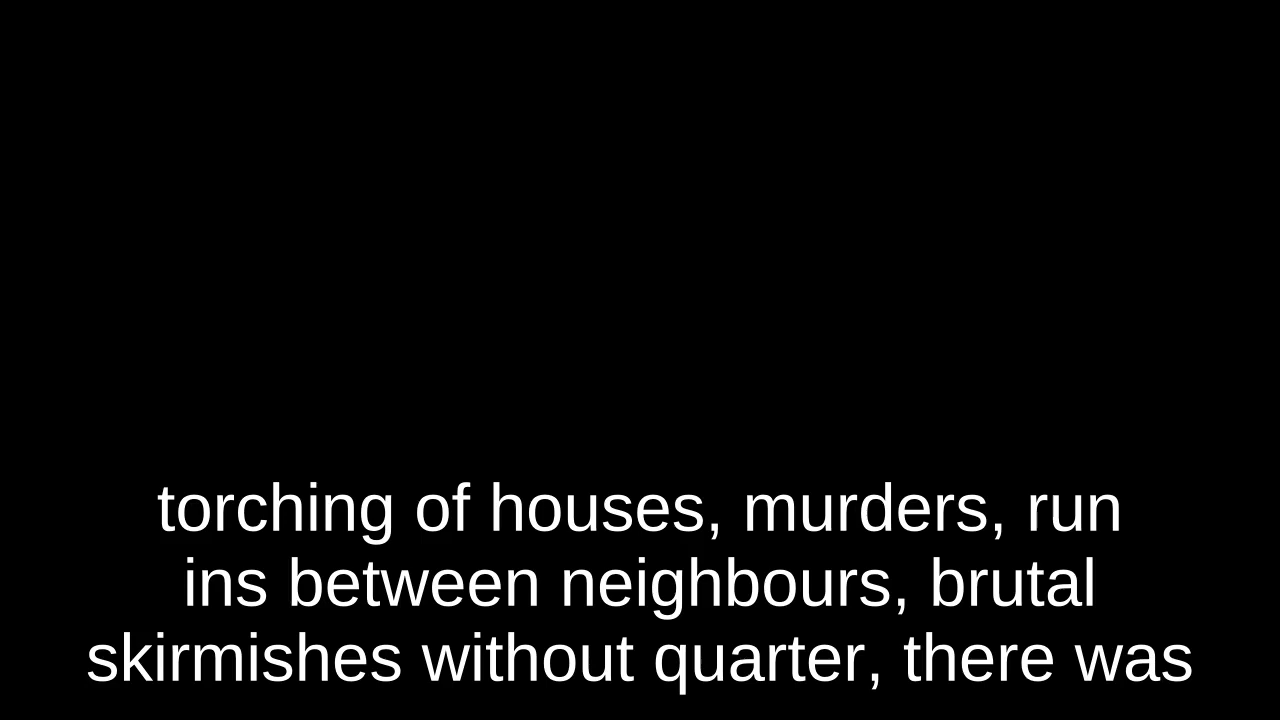 torching of houses, murders, run
ins between neighbours, brutal
skirmishes without quarter, there was